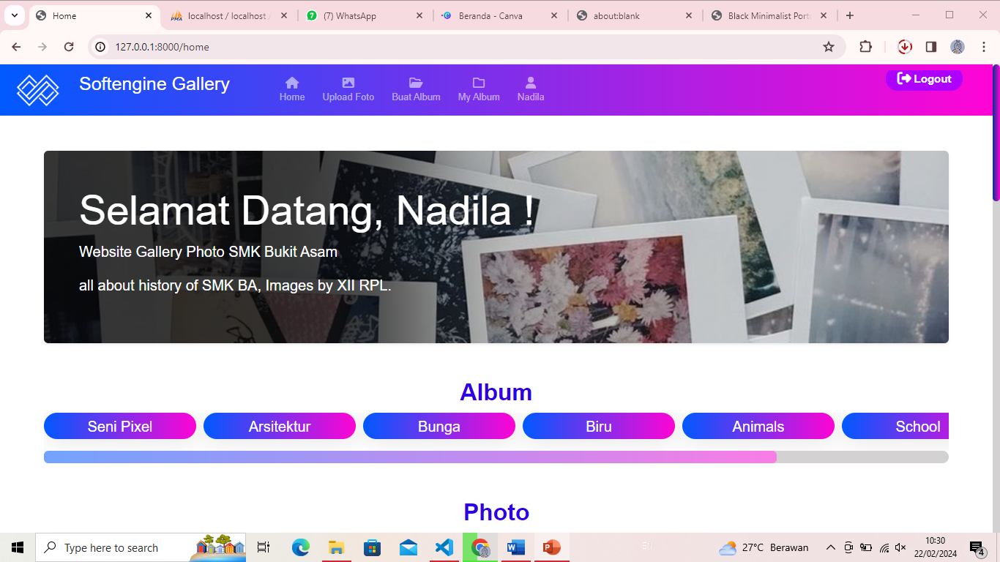 Home
localhost / localhost /
(7) WhatsApp
Beranda - Canva
about:blank
Black Minimalist Port
127.0.0.1:8000/home
Softengine Gallery
Home
Upload Foto
Buat Album
My Album
Nadila
Logout
Selamat Datang, Nadila !
Website Gallery Photo SMK Bukit Asam
all about history of SMK BA, Images by XII RPL.
Album
Seni Pixel
Arsitektur
Bunga
Biru
Animals
School
Photo
Type here to search
EN
27°C Berawan
10:30
22/02/2024
4